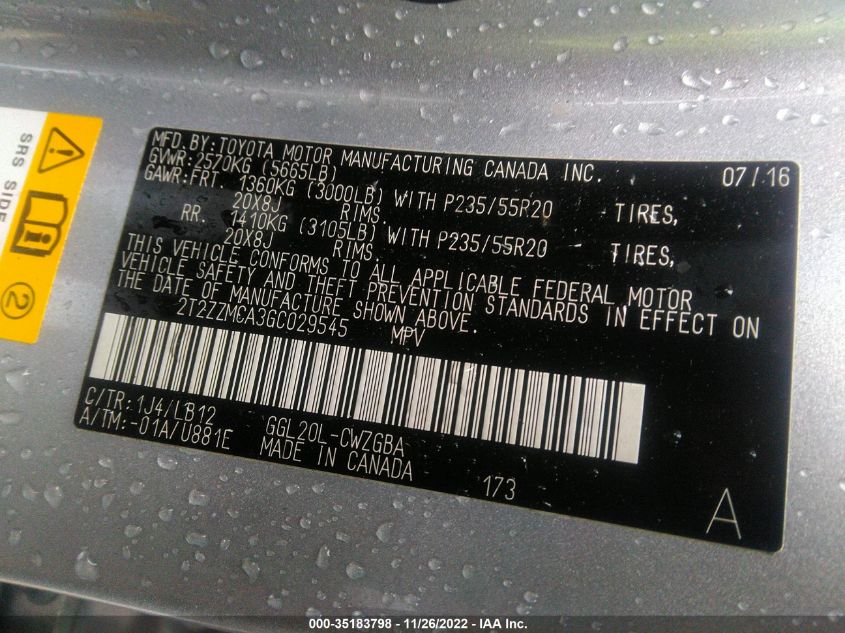 SRS SIDE
2
MFD.BY:TOYOTA MOTOR MANUFACTURING CANADA INC. 07/16
GVWR:2570KG (5665LB)
GAWR:FRT. 1360KG (3000LB) WITH P235/55R20 TIRES,
20X8J RIMS.
RR. 1410KG (3105LB) WITH P235/55R20 TIRES,
20X8J RIMS.
THIS VEHICLE CONFORMS TO ALL APPLICABLE FEDERAL MOTOR
VEHICLE SAFETY AND THEFT PREVENTION STANDARDS IN EFFECT ON
THE DATE OF MANUFACTURE SHOWN ABOVE.
2T2ZZMCA3GC029545 MPV
C/TR:1J4/LB12 GGL20L-CWZGBA
A/TM:-01A/U881E MADE IN CANADA 173
A
000-35183798 - 11/26/2022 - IAA Inc.